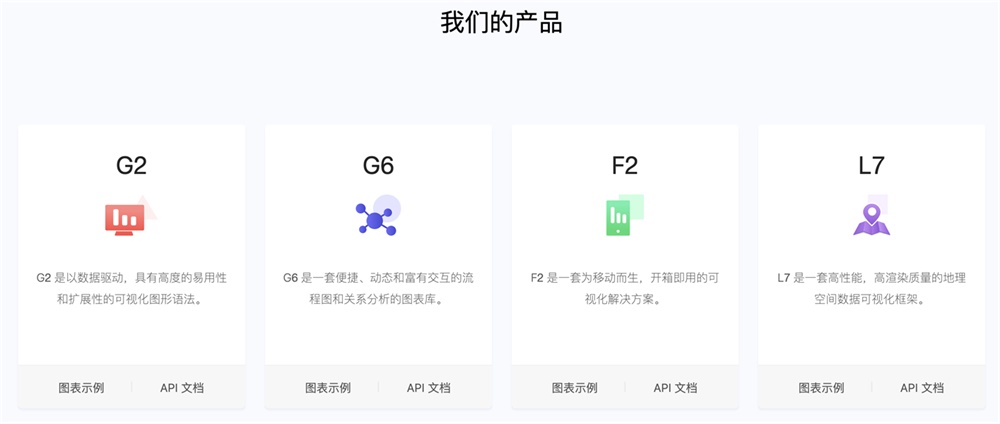 我们的产品
G2
G2 是以数据驱动，具有高度的易用性
和扩展性的可视化图形语法。
图表示例
API 文档
G6
G6 是一套便捷、动态和富有交互的流
程图和关系分析的图表库。
图表示例
API 文档
F2
F2 是一套为移动而生，开箱即用的可
视化解决方案。
图表示例
API 文档
L7
L7 是一套高性能，高渲染质量的地理
空间数据可视化框架。
图表示例
API 文档